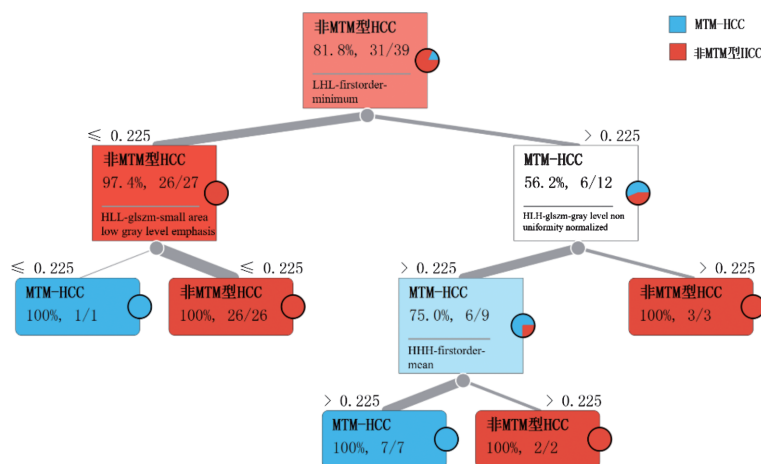 MTM-HCC
非MTM型HCC
非MTM型HCC
81.8%, 31/39
LHL-firstorder-
minimum
≤ 0.225
> 0.225
非MTM型HCC
97.4%, 26/27
HLL-glszm-small area
low gray level emphasis
MTM-HCC
56.2%, 6/12
HLH-glszm-gray level non
uniformity normalized
≤ 0.225
≤ 0.225
> 0.225
> 0.225
MTM-HCC
100%, 1/1
非MTM型HCC
100%, 26/26
MTM-HCC
75.0%, 6/9
HHH-firstorder-
mean
非MTM型HCC
100%, 3/3
> 0.225
> 0.225
MTM-HCC
100%, 7/7
非MTM型HCC
100%, 2/2